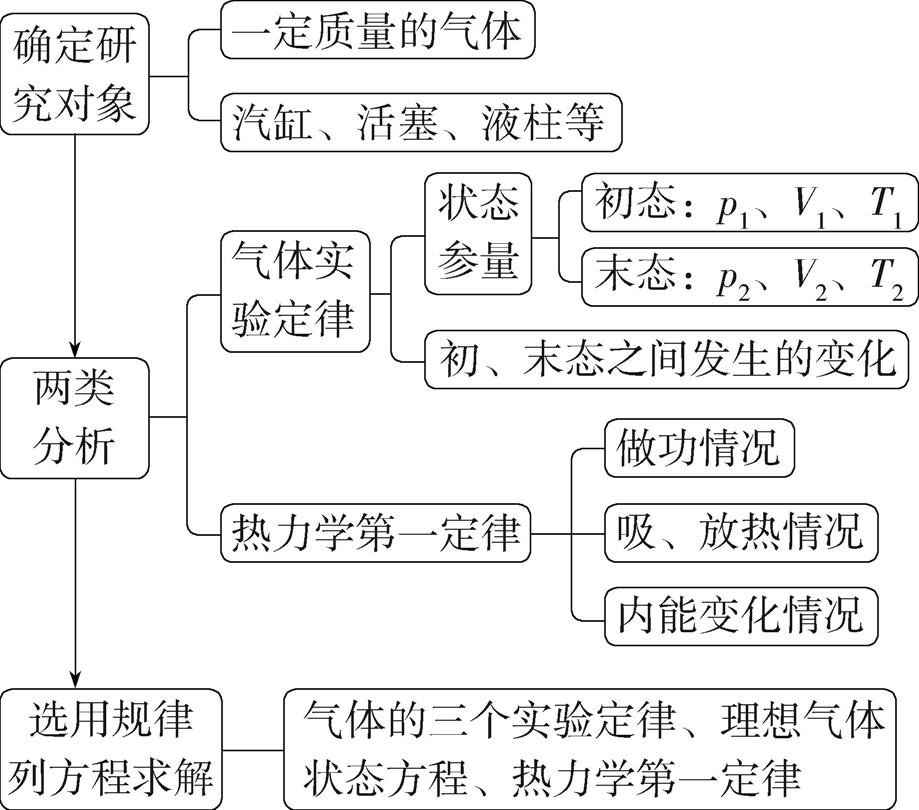 确定研
究对象
一定质量的气体
汽缸、活塞、液柱等
两类
分析
气体实
验定律
状态
参量
初态：p₁、V₁、T₁
末态：p₂、V₂、T₂
初、末态之间发生的变化
热力学第一定律
做功情况
吸、放热情况
内能变化情况
选用规律
列方程求解
气体的三个实验定律、理想气体
状态方程、热力学第一定律